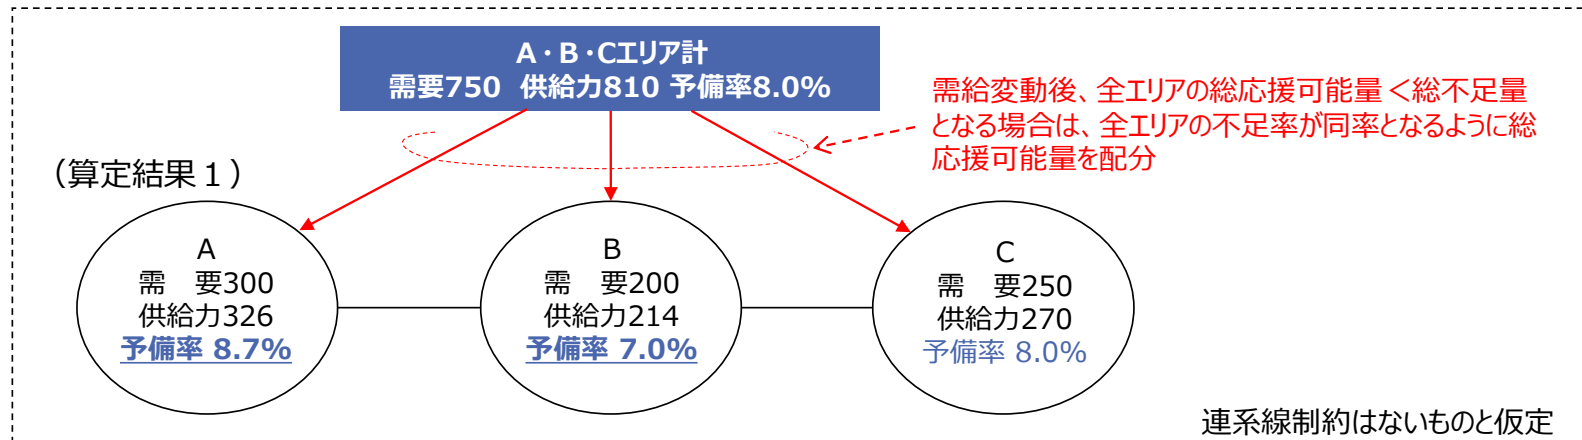 A・B・Cエリア計
需要750 供給力810 予備率8.0%
需給変動後、全エリアの総応援可能量＜総不足量
となる場合は、全エリアの不足率が同率となるように総
応援可能量を配分
（算定結果１）
A
需　要300
供給力326
予備率 8.7%
B
需　要200
供給力214
予備率 7.0%
C
需　要250
供給力270
予備率 8.0%
連系線制約はないものと仮定